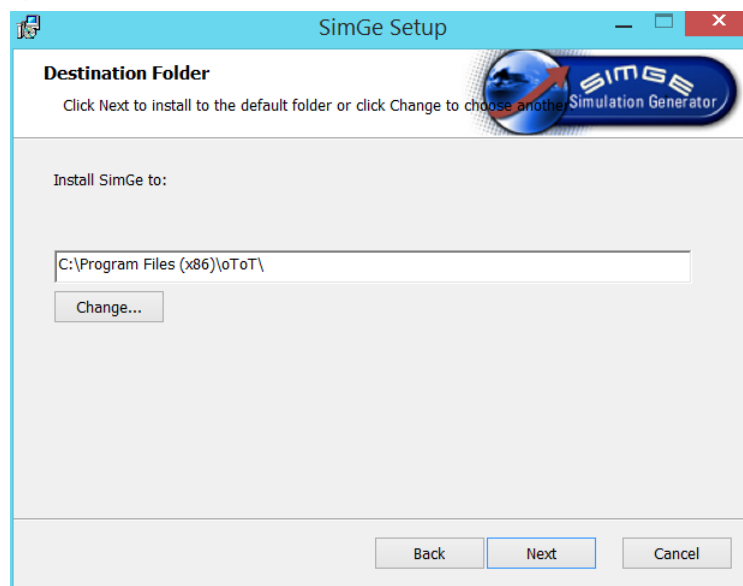 SimGe Setup
Destination Folder
Click Next to install to the default folder or click Change to choose another
SIMGE
Simulation Generator
Install SimGe to:
C:\Program Files (x86)\oToT\
Change...
Back Next Cancel